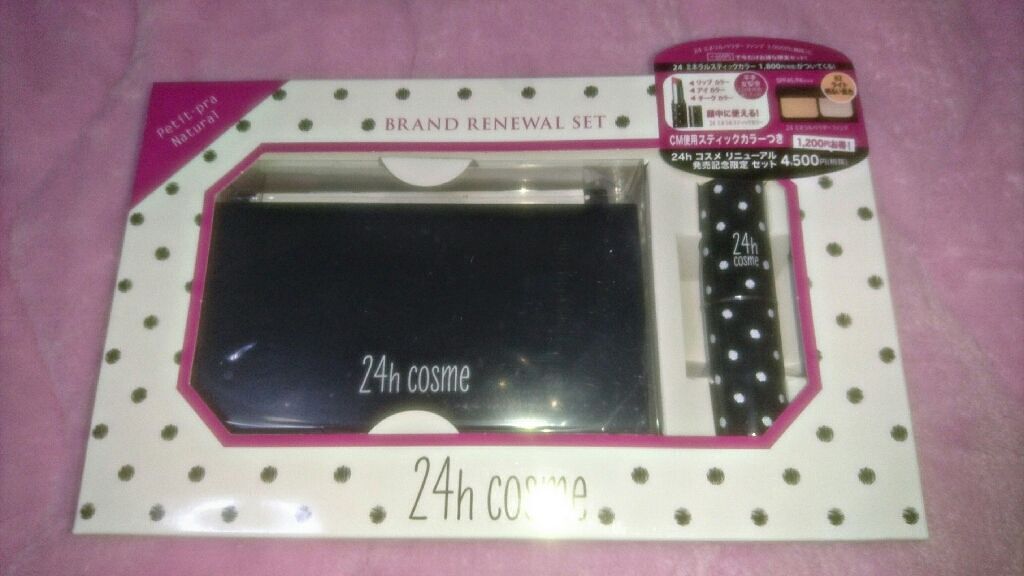 Petit-pra
Natural
BRAND RENEWAL SET
24 ミネラルスティックカラー 1,800円(税抜)がついてくる!
リップ カラー
アイ カラー
チーク カラー
顔中に使える!
CM使用スティックカラーつき
1,200円お得!
24h コスメ リニューアル
発売記念限定 セット 4,500円(税抜)
24h
cosme
24h cosme
24h cosme